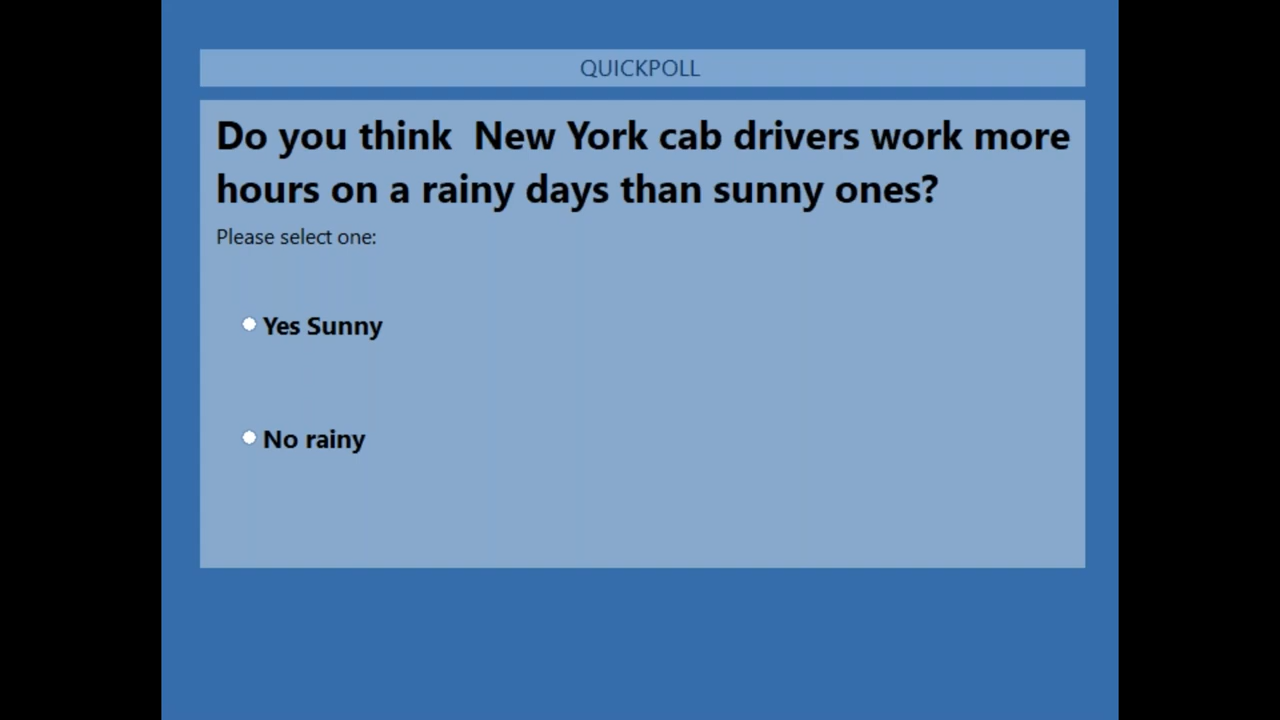 QUICKPOLL
Do you think  New York cab drivers work more
hours on a rainy days than sunny ones?
Please select one:
Yes Sunny
No rainy